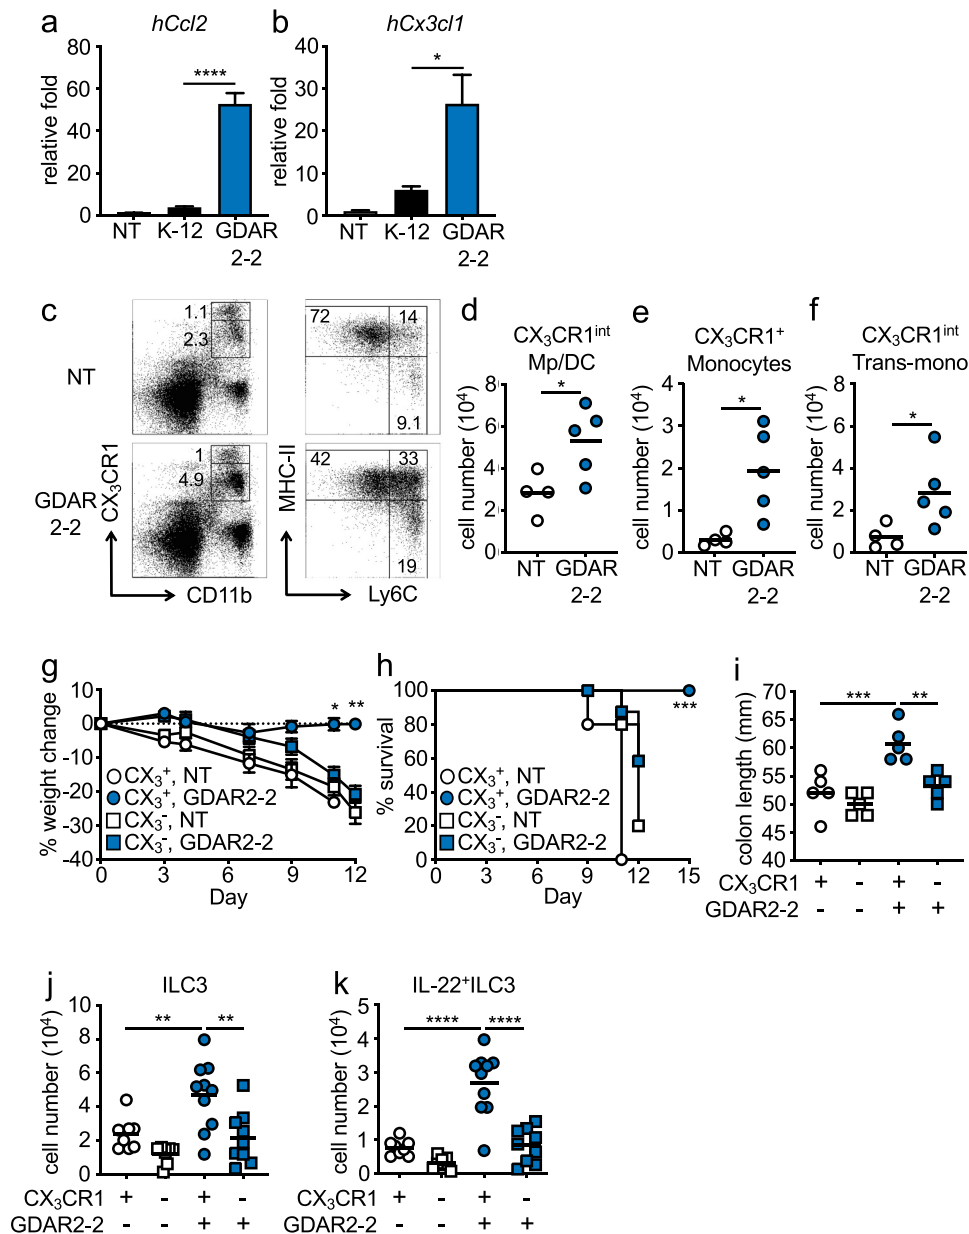 a
hCcl2
relative fold
80
60
40
20
0
****
NT K-12 GDAR
2-2
b
hCx3cl1
relative fold
40
30
20
10
0
*
NT K-12 GDAR
2-2
c
NT
1.1
2.3
72
14
9.1
GDAR
2-2
1
4.9
42
33
19
CX₃CR1
CD11b
MHC-II
Ly6C
d
CX₃CR1ⁱⁿᵗ
Mp/DC
cell number (10⁴)
8
6
4
2
0
*
NT GDAR
2-2
e
CX₃CR1⁺
Monocytes
cell number (10⁴)
4
3
2
1
0
*
NT GDAR
2-2
f
CX₃CR1ⁱⁿᵗ
Trans-mono
cell number (10⁴)
8
6
4
2
0
*
NT GDAR
2-2
g
% weight change
10
0
-10
-20
-30
-40
* **
CX₃⁺, NT
CX₃⁺, GDAR2-2
CX₃⁻, NT
CX₃⁻, GDAR2-2
0 3 6 9 12
Day
h
% survival
100
80
60
40
20
0
***
CX₃⁺, NT
CX₃⁺, GDAR2-2
CX₃⁻, NT
CX₃⁻, GDAR2-2
0 3 6 9 12 15
Day
i
colon length (mm)
70
65
60
55
50
45
40
*** **
CX₃CR1 + - + -
GDAR2-2 - - + +
j
ILC3
cell number (10⁴)
10
8
6
4
2
0
** **
CX₃CR1 + - + -
GDAR2-2 - - + +
k
IL-22⁺ILC3
cell number (10⁴)
5
4
3
2
1
0
**** ****
CX₃CR1 + - + -
GDAR2-2 - - + +